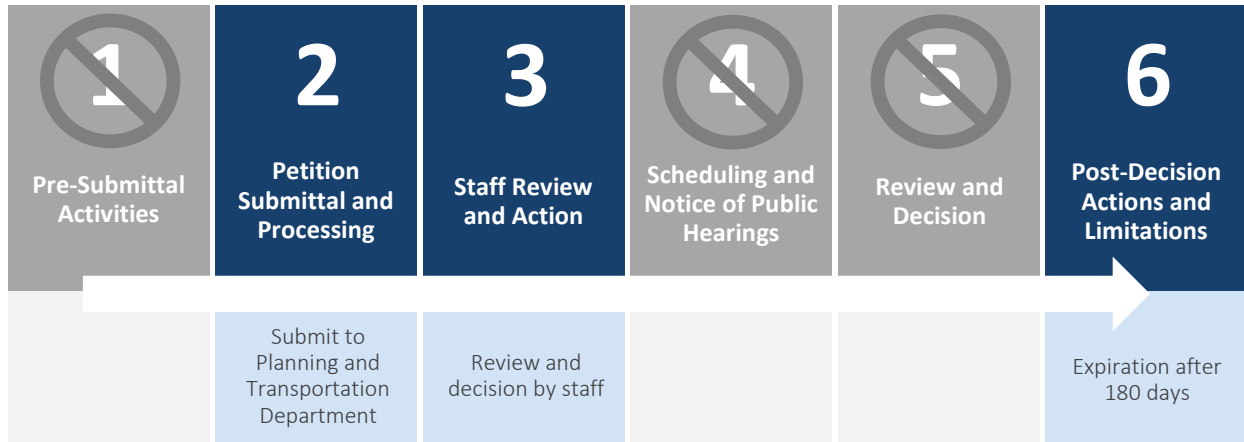 1
Pre-Submittal
Activities
2
Petition
Submittal and
Processing
Submit to
Planning and
Transportation
Department
3
Staff Review
and Action
Review and
decision by staff
4
Scheduling and
Notice of Public
Hearings
5
Review and
Decision
6
Post-Decision
Actions and
Limitations
Expiration after
180 days